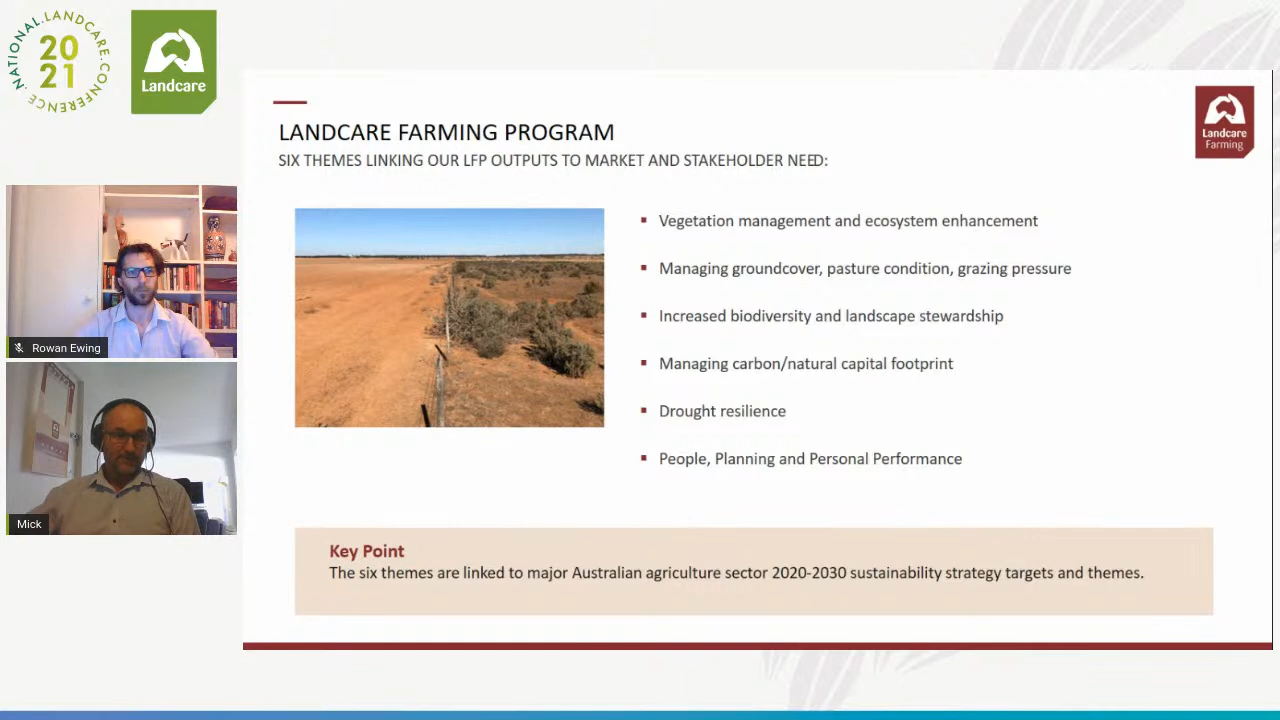 NATIONAL.LANDCARE.CONFERENCE.
20
21
Landcare
LANDCARE FARMING PROGRAM
SIX THEMES LINKING OUR LFP OUTPUTS TO MARKET AND STAKEHOLDER NEED:
Landcare
Farming
Vegetation management and ecosystem enhancement
Managing groundcover, pasture condition, grazing pressure
Increased biodiversity and landscape stewardship
Managing carbon/natural capital footprint
Drought resilience
People, Planning and Personal Performance
Rowan Ewing
Mick
Key Point
The six themes are linked to major Australian agriculture sector 2020-2030 sustainability strategy targets and themes.